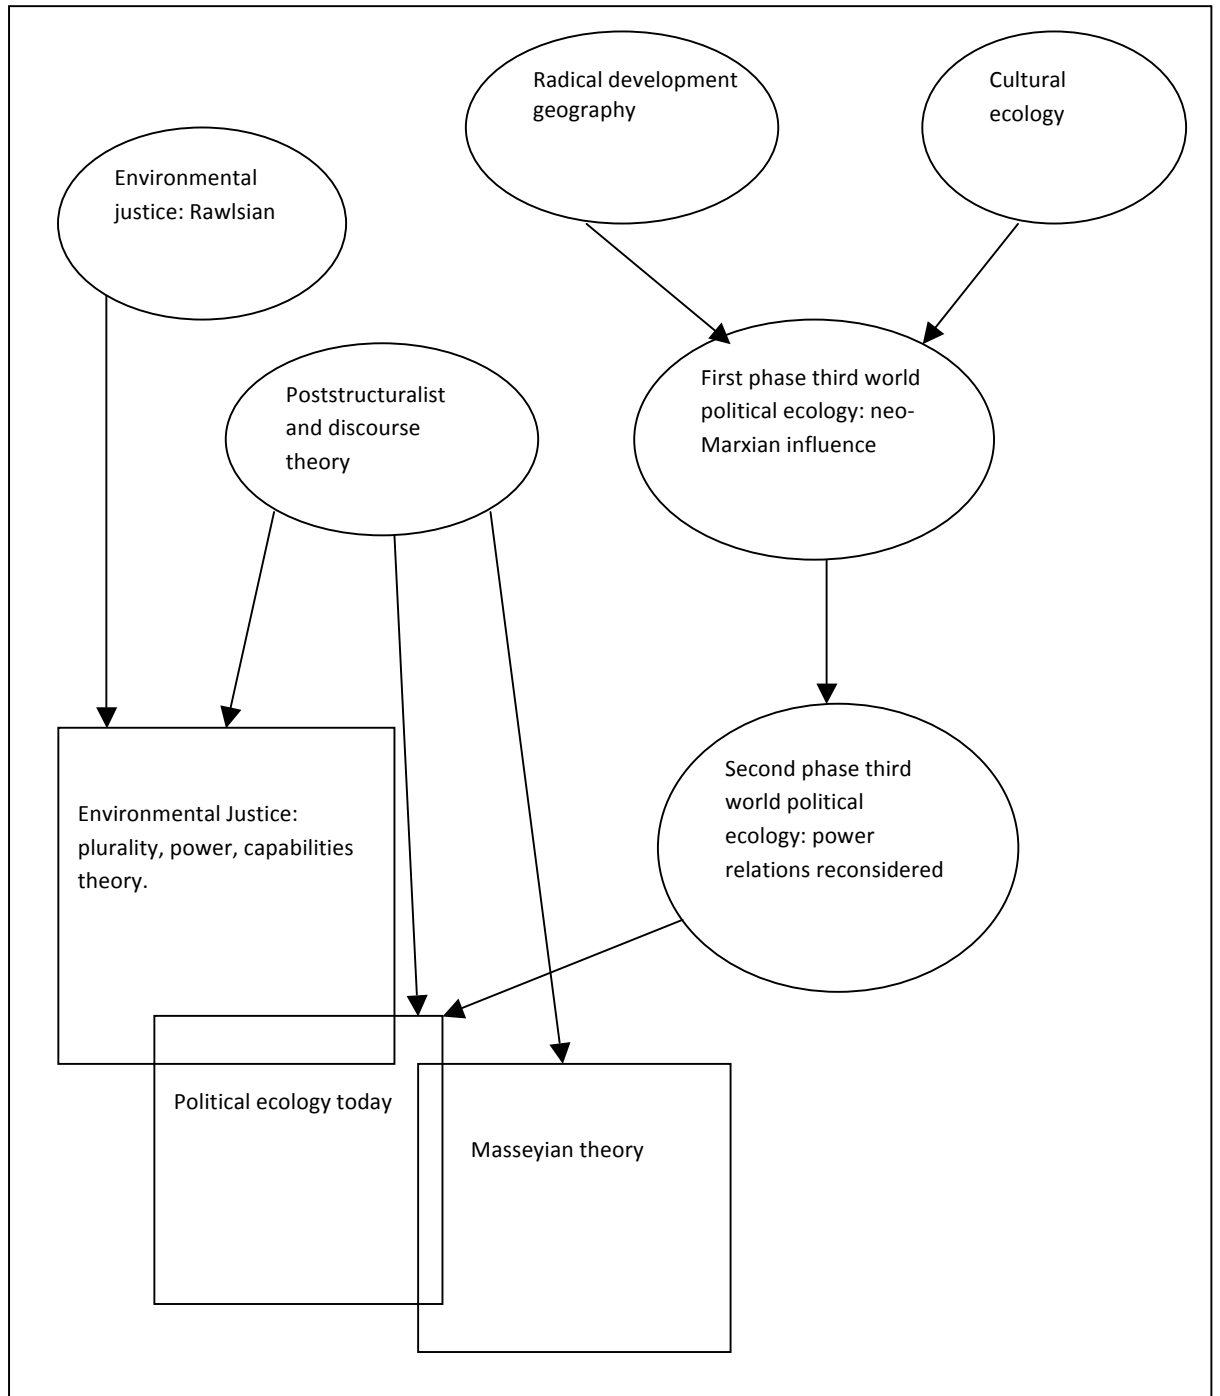 Radical development
geography
Cultural
ecology
Environmental
justice: Rawlsian
First phase third world
political ecology: neo-
Marxian influence
Poststructuralist
and discourse
theory
Second phase third
world political
ecology: power
relations reconsidered
Environmental Justice:
plurality, power, capabilities
theory.
Political ecology today
Masseyian theory